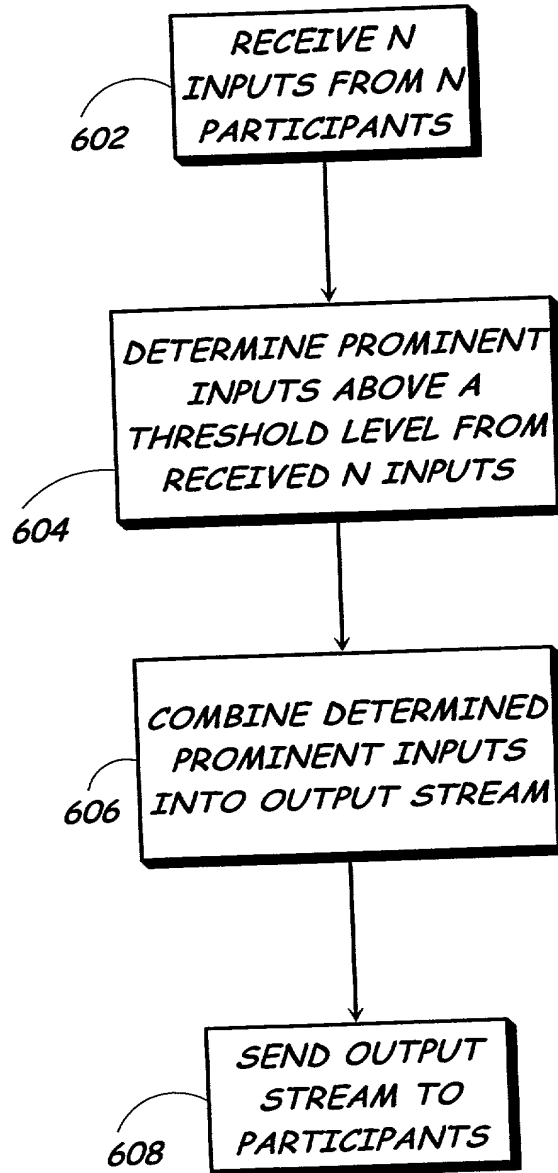 RECEIVE N
INPUTS FROM N
PARTICIPANTS
602
DETERMINE PROMINENT
INPUTS ABOVE A
THRESHOLD LEVEL FROM
RECEIVED N INPUTS
604
COMBINE DETERMINED
PROMINENT INPUTS
INTO OUTPUT STREAM
606
SEND OUTPUT
STREAM TO
PARTICIPANTS
608